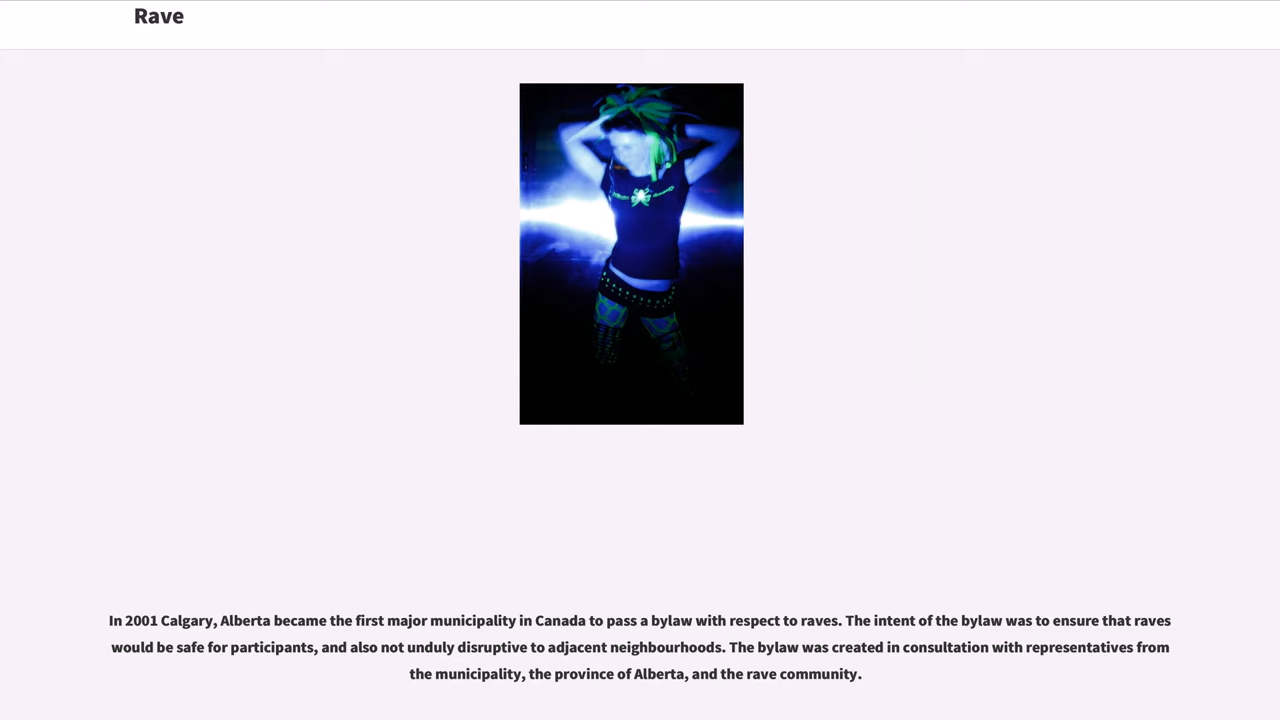 Rave
In 2001 Calgary, Alberta became the first major municipality in Canada to pass a bylaw with respect to raves. The intent of the bylaw was to ensure that raves
would be safe for participants, and also not unduly disruptive to adjacent neighbourhoods. The bylaw was created in consultation with representatives from
the municipality, the province of Alberta, and the rave community.